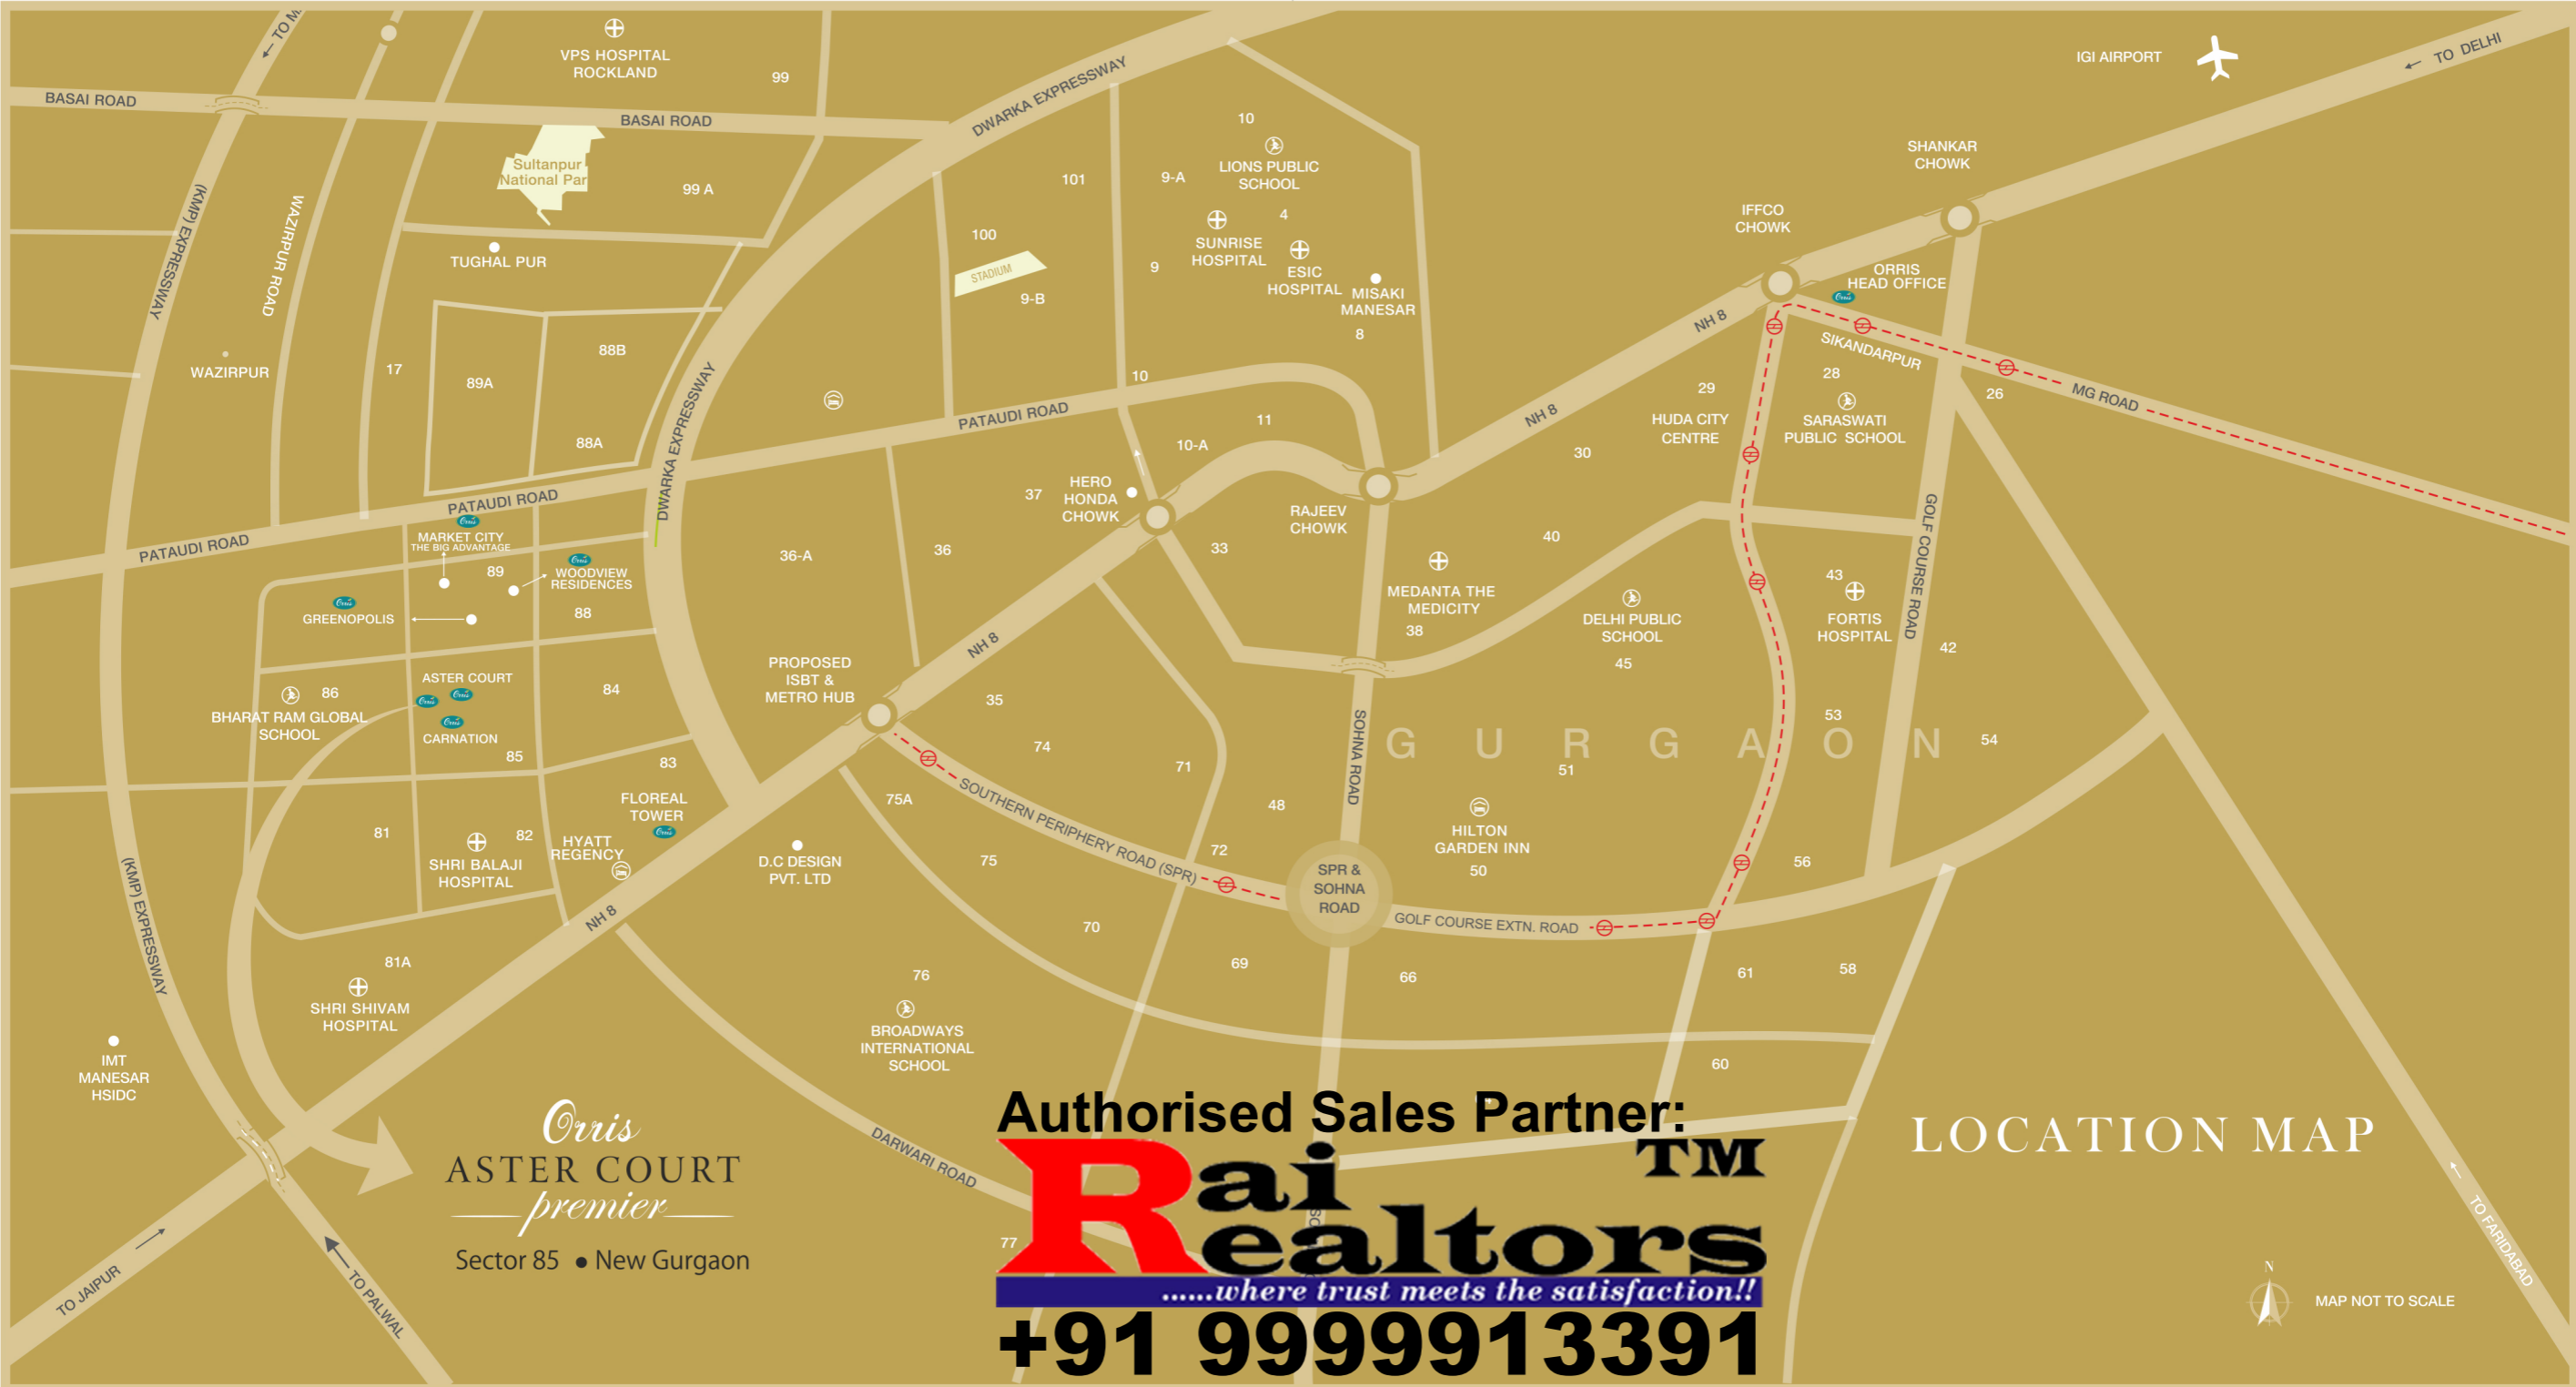 ← TO M
VPS HOSPITAL
ROCKLAND
99
BASAI ROAD
BASAI ROAD
DWARKA EXPRESSWAY
IGI AIRPORT
← TO DELHI
Sultanpur
National Par
99 A
(KMP) EXPRESSWAY
WAZIRPUR ROAD
TUGHAL PUR
WAZIRPUR
17
89A
88B
88A
DWARKA EXPRESSWAY
101
100
STADIUM
9-B
10
LIONS PUBLIC
SCHOOL
9-A
4
SUNRISE
HOSPITAL
9
ESIC
HOSPITAL
MISAKI
MANESAR
8
SHANKAR
CHOWK
IFFCO
CHOWK
ORRIS
HEAD OFFICE
Orris
SIKANDARPUR
NH 8
NH 8
29
28
26
MG ROAD
HUDA CITY
CENTRE
SARASWATI
PUBLIC SCHOOL
10
PATAUDI ROAD
11
10-A
30
HERO
HONDA
CHOWK
37
RAJEEV
CHOWK
PATAUDI ROAD
PATAUDI ROAD
Orris
MARKET CITY
THE BIG ADVANTAGE
89
Orris
WOODVIEW
RESIDENCES
Orris
GREENOPOLIS
88
36-A
36
33
40
MEDANTA THE
MEDICITY
38
DELHI PUBLIC
SCHOOL
45
43
FORTIS
HOSPITAL
GOLF COURSE ROAD
42
NH 8
PROPOSED
ISBT &
METRO HUB
ASTER COURT
Orris
Orris
Orris
CARNATION
86
BHARAT RAM GLOBAL
SCHOOL
84
85
83
35
74
71
SOHNA ROAD
GURGAON
53
54
51
FLOREAL
TOWER
Orris
75A
SOUTHERN PERIPHERY ROAD (SPR)
48
72
HILTON
GARDEN INN
50
56
81
82
SHRI BALAJI
HOSPITAL
HYATT
REGENCY
D.C DESIGN
PVT. LTD
75
SPR &
SOHNA
ROAD
GOLF COURSE EXTN. ROAD
(KMP) EXPRESSWAY
NH 8
70
69
66
61
58
81A
SHRI SHIVAM
HOSPITAL
76
BROADWAYS
INTERNATIONAL
SCHOOL
60
IMT
MANESAR
HSIDC
DARWARI ROAD
77
Orris
ASTER COURT
premier
Sector 85 • New Gurgaon
TO JAIPUR
TO PALWAL
Authorised Sales Partner:
Rai TM
Realtors
......where trust meets the satisfaction!!
+91 9999913391
LOCATION MAP
TO FARIDABAD
N
MAP NOT TO SCALE